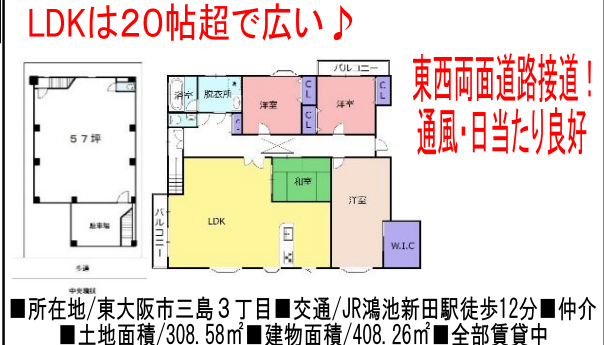 LDKは20帖超で広い♪
東西両面道路接道！
通風・日当たり良好
バルコニー
浴室
脱衣所
洋室
CL
洋室
CL
CL
57坪
和室
洋室
LDK
バルコニー
W.I.C
駐車場
歩道
中央環状
■所在地/東大阪市三島３丁目■交通/JR鴻池新田駅徒歩12分■仲介
■土地面積/308.58㎡■建物面積/408.26㎡■全部賃貸中